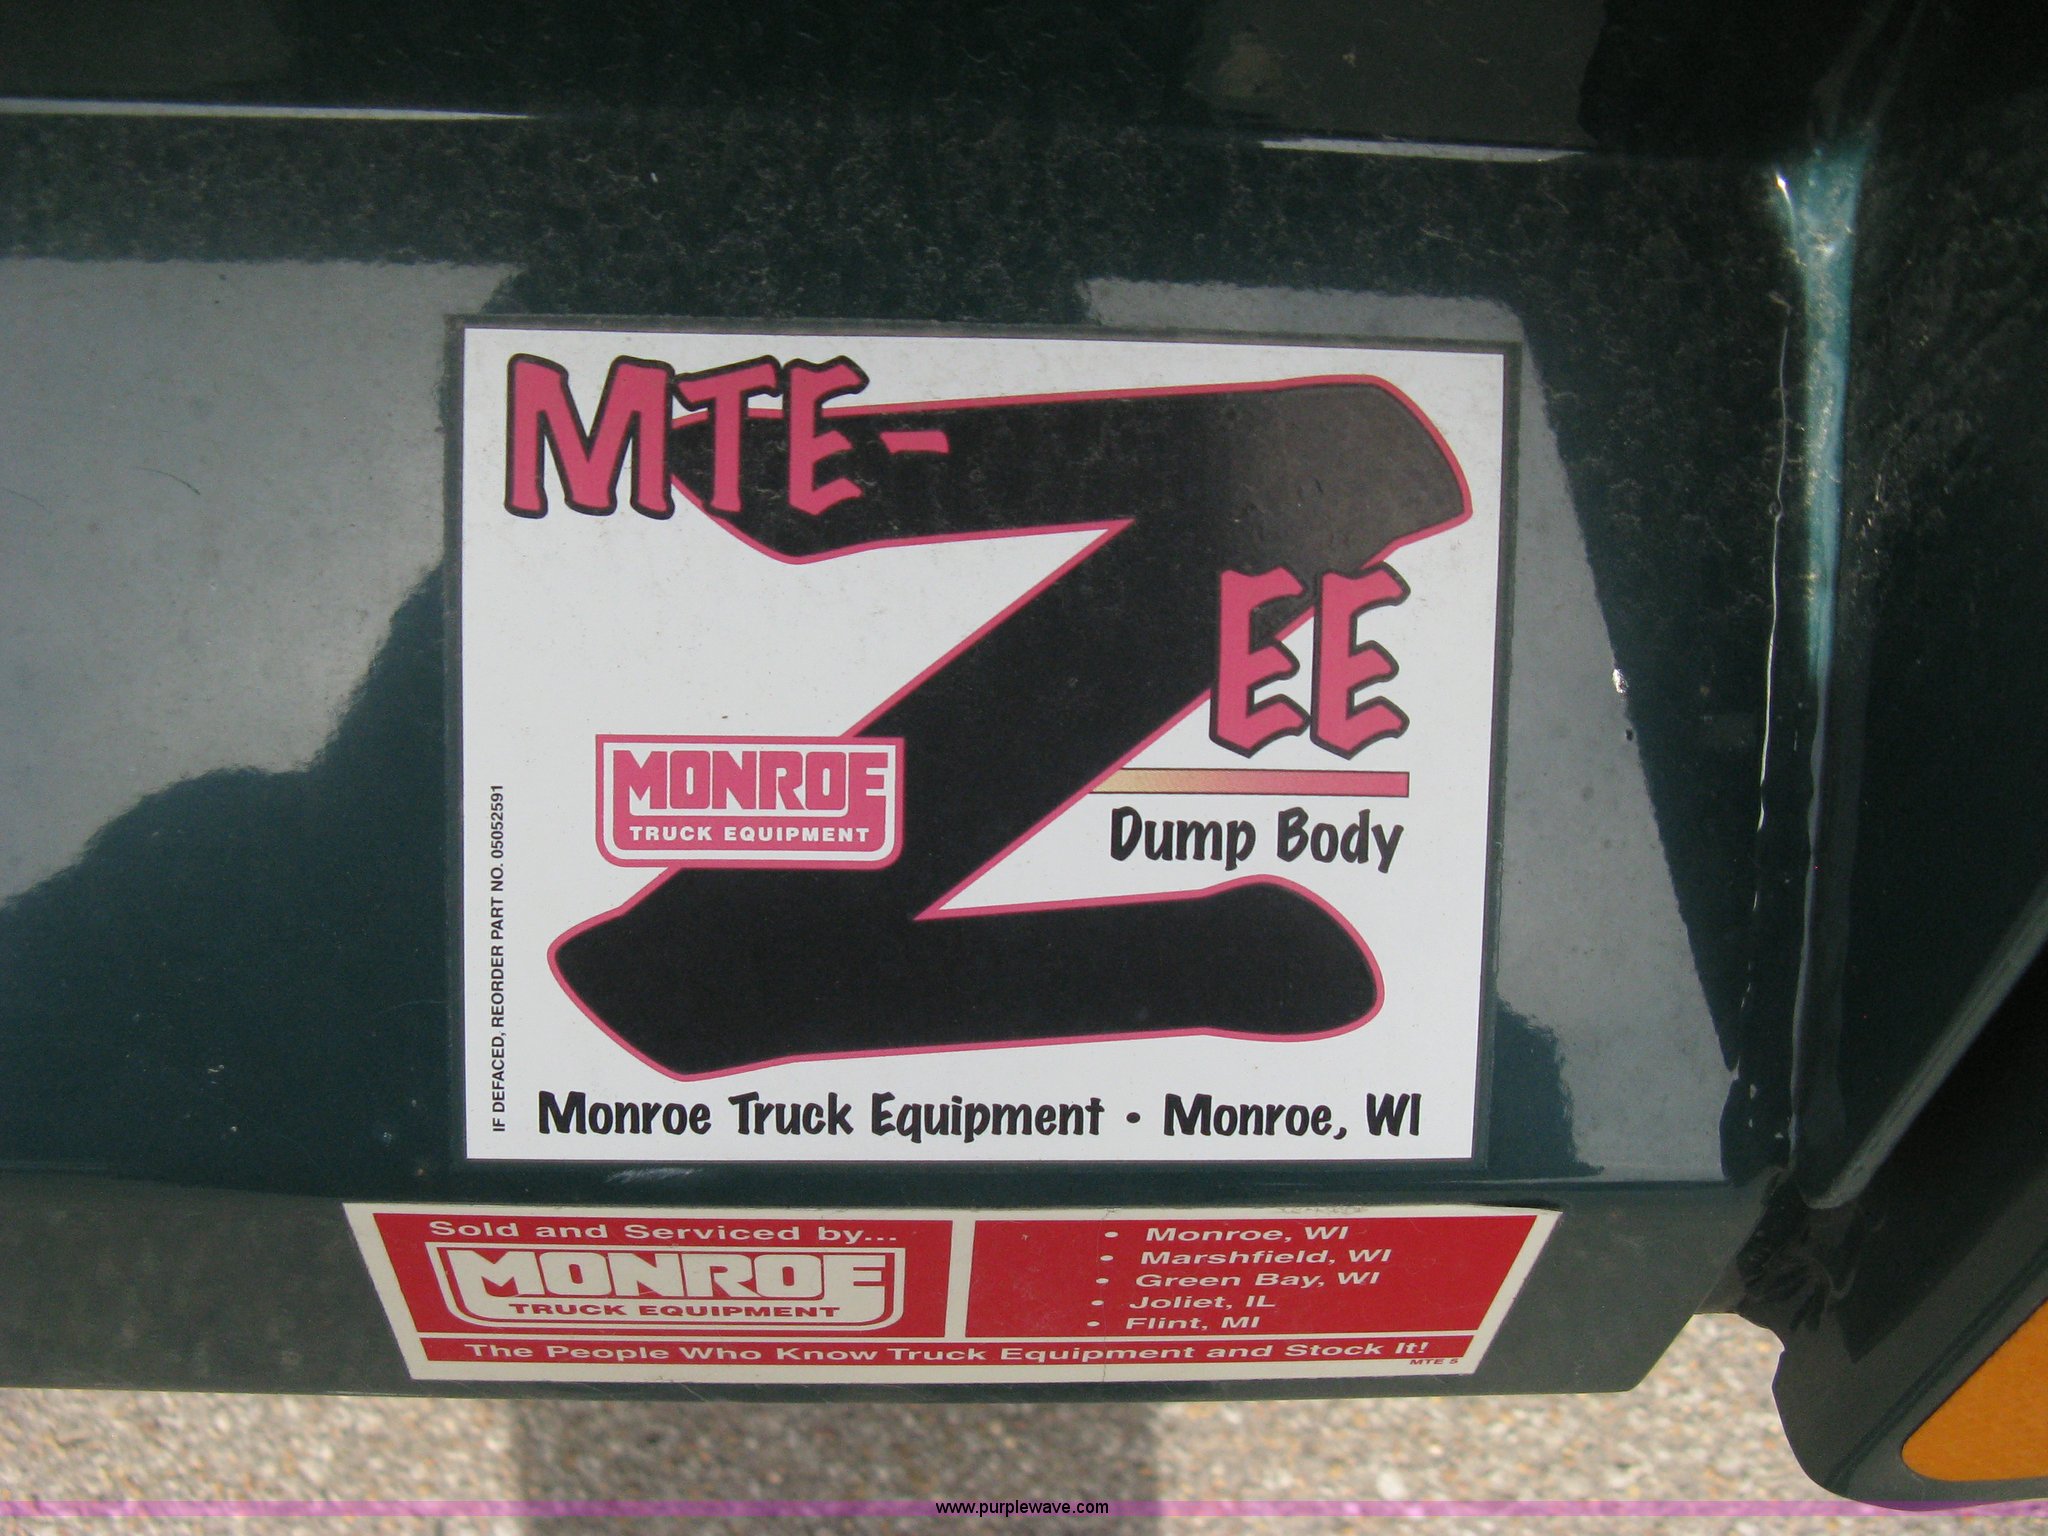 MTE-
ZEE
MONROE
TRUCK EQUIPMENT
Dump Body
IF DEFACED, REORDER PART NO. 05052591
Monroe Truck Equipment • Monroe, WI
Sold and Serviced by...
MONROE
TRUCK EQUIPMENT
• Monroe, WI
• Marshfield, WI
• Green Bay, WI
• Joliet, IL
• Flint, MI
The People Who Know Truck Equipment and Stock It!
MTE 5
www.purplewave.com